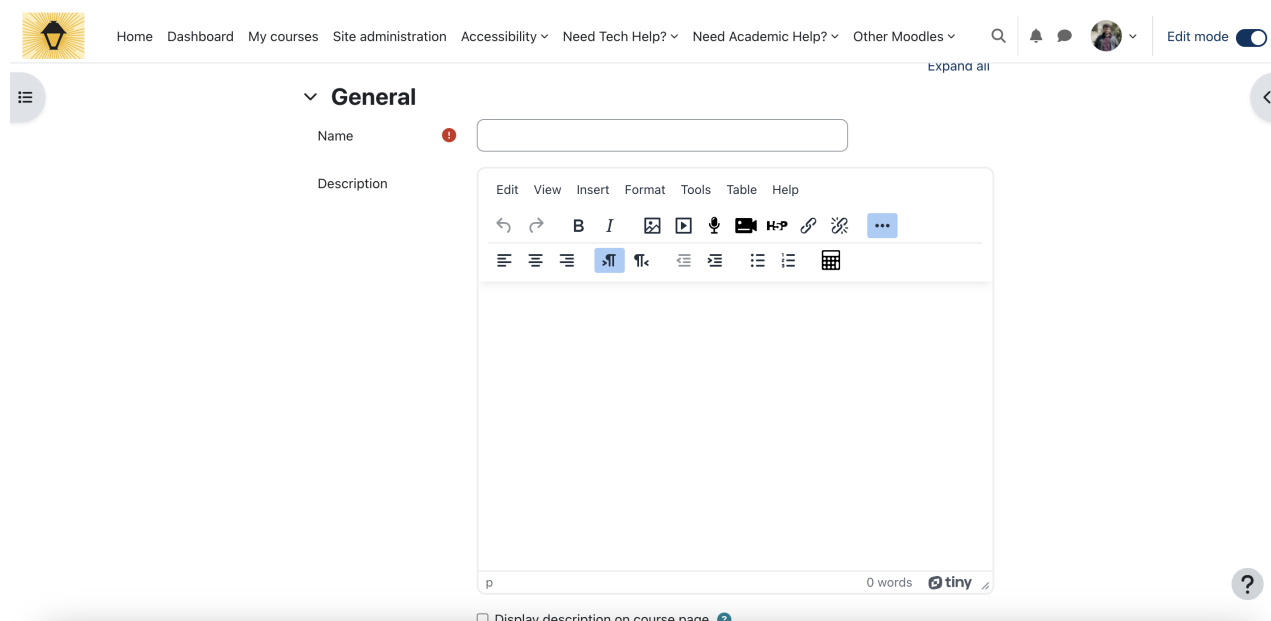 Home Dashboard My courses Site administration Accessibility Need Tech Help? Need Academic Help? Other Moodles Edit mode
Expand all
General
Name
Description
Edit View Insert Format Tools Table Help
B I H-P
p 0 words tiny
?
Display description on course page ?